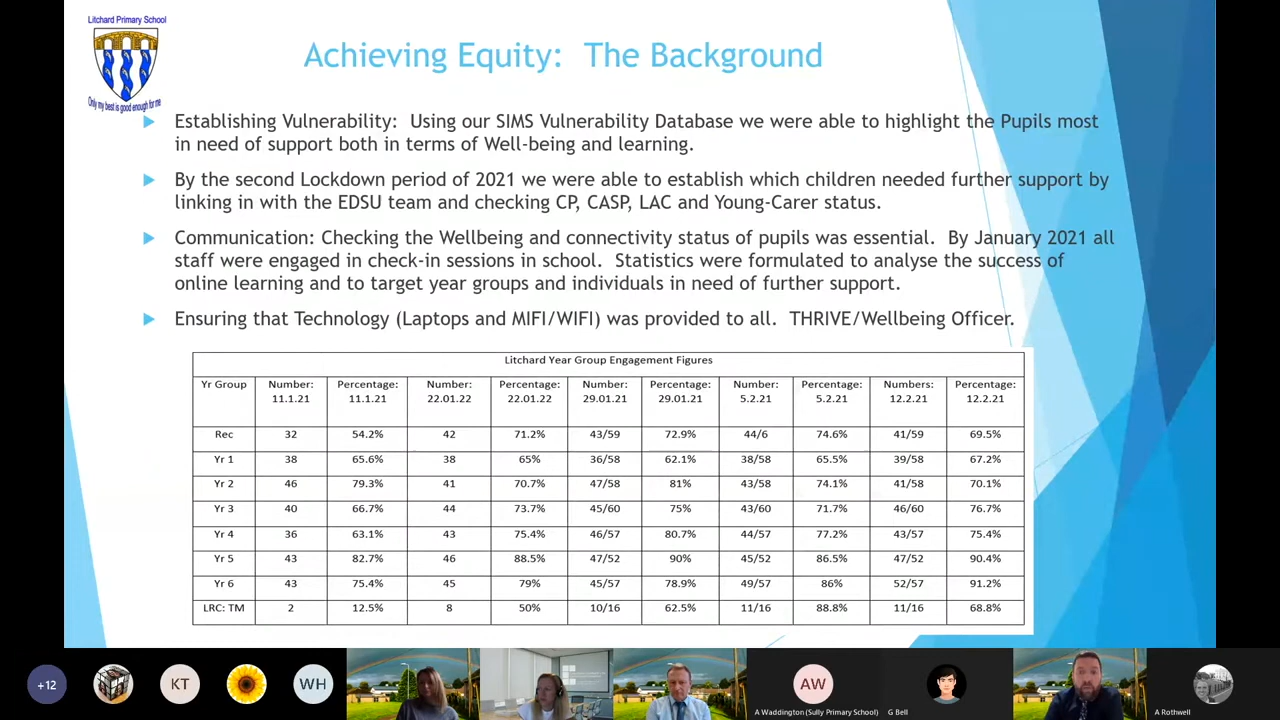 Litchard Primary School
Only my best is good enough for me
Achieving Equity: The Background
Establishing Vulnerability: Using our SIMS Vulnerability Database we were able to highlight the Pupils most
in need of support both in terms of Well-being and learning.
By the second Lockdown period of 2021 we were able to establish which children needed further support by
linking in with the EDSU team and checking CP, CASP, LAC and Young-Carer status.
Communication: Checking the Wellbeing and connectivity status of pupils was essential. By January 2021 all
staff were engaged in check-in sessions in school. Statistics were formulated to analyse the success of
online learning and to target year groups and individuals in need of further support.
Ensuring that Technology (Laptops and MIFI/WIFI) was provided to all. THRIVE/Wellbeing Officer.
Litchard Year Group Engagement Figures
Yr Group Number: Percentage: Number: Percentage: Number: Percentage: Number: Percentage: Numbers: Percentage:
11.1.21 11.1.21 22.01.22 22.01.22 29.01.21 29.01.21 5.2.21 5.2.21 12.2.21 12.2.21
Rec 32 54.2% 42 71.2% 43/59 72.9% 44/6 74.6% 41/59 69.5%
Yr 1 38 65.6% 38 65% 36/58 62.1% 38/58 65.5% 39/58 67.2%
Yr 2 46 79.3% 41 70.7% 47/58 81% 43/58 74.1% 41/58 70.1%
Yr 3 40 66.7% 44 73.7% 45/60 75% 43/60 71.7% 46/60 76.7%
Yr 4 36 63.1% 43 75.4% 46/57 80.7% 44/57 77.2% 43/57 75.4%
Yr 5 43 82.7% 46 88.5% 47/52 90% 45/52 86.5% 47/52 90.4%
Yr 6 43 75.4% 45 79% 45/57 78.9% 49/57 86% 52/57 91.2%
LRC: TM 2 12.5% 8 50% 10/16 62.5% 11/16 88.8% 11/16 68.8%
+12 KT WH AW
A Waddington (Sully Primary School) G Bell A Rothwell